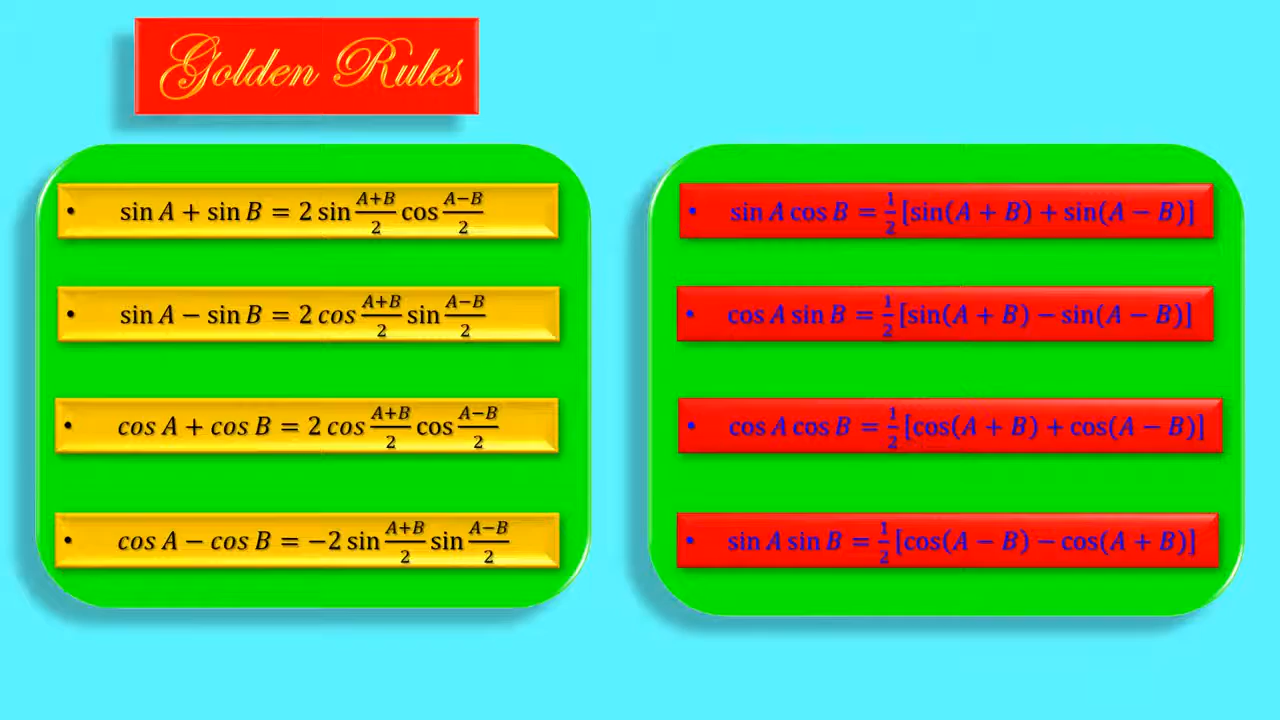 Golden Rules
• sin A + sin B = 2 sin (A+B)/2 cos (A−B)/2
• sin A − sin B = 2 cos (A+B)/2 sin (A−B)/2
• cos A + cos B = 2 cos (A+B)/2 cos (A−B)/2
• cos A − cos B = −2 sin (A+B)/2 sin (A−B)/2
• sin A cos B = 1/2 [sin(A + B) + sin(A − B)]
• cos A sin B = 1/2 [sin(A + B) − sin(A − B)]
• cos A cos B = 1/2 [cos(A + B) + cos(A − B)]
• sin A sin B = 1/2 [cos(A − B) − cos(A + B)]